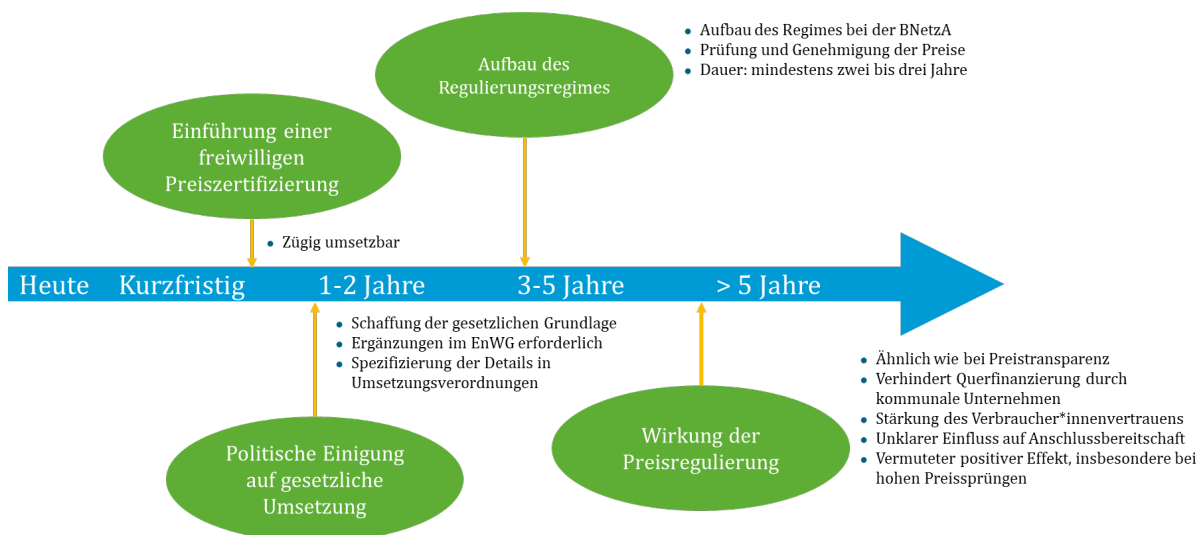 Aufbau des
Regulierungsregimes
• Aufbau des Regimes bei der BNetzA
• Prüfung und Genehmigung der Preise
• Dauer: mindestens zwei bis drei Jahre
Einführung einer
freiwilligen
Preiszertifizierung
• Zügig umsetzbar
Heute Kurzfristig 1-2 Jahre 3-5 Jahre > 5 Jahre
• Schaffung der gesetzlichen Grundlage
• Ergänzungen im EnWG erforderlich
• Spezifizierung der Details in
Umsetzungsverordnungen
Politische Einigung
auf gesetzliche
Umsetzung
Wirkung der
Preisregulierung
• Ähnlich wie bei Preistransparenz
• Verhindert Querfinanzierung durch
kommunale Unternehmen
• Stärkung des Verbraucher*innenvertrauens
• Unklarer Einfluss auf Anschlussbereitschaft
• Vermuteter positiver Effekt, insbesondere bei
hohen Preissprüngen